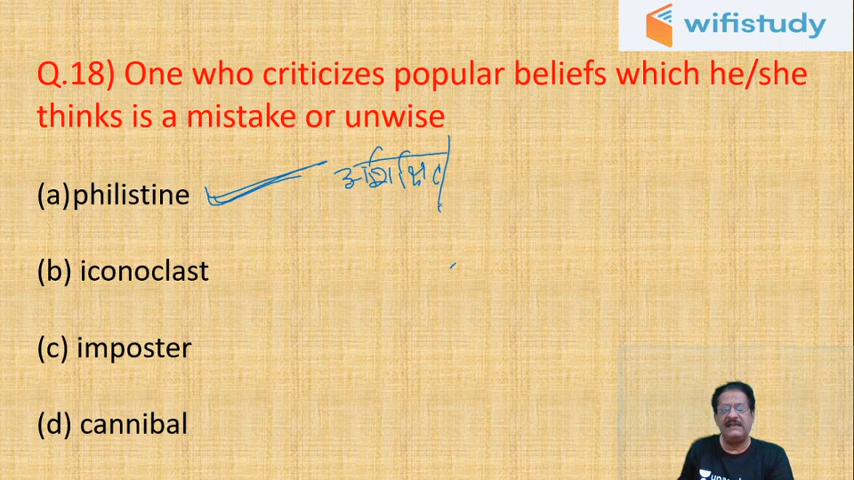 wifistudy
Q.18) One who criticizes popular beliefs which he/she
thinks is a mistake or unwise
(a)philistine
अशिक्षित
(b) iconoclast
(c) imposter
(d) cannibal